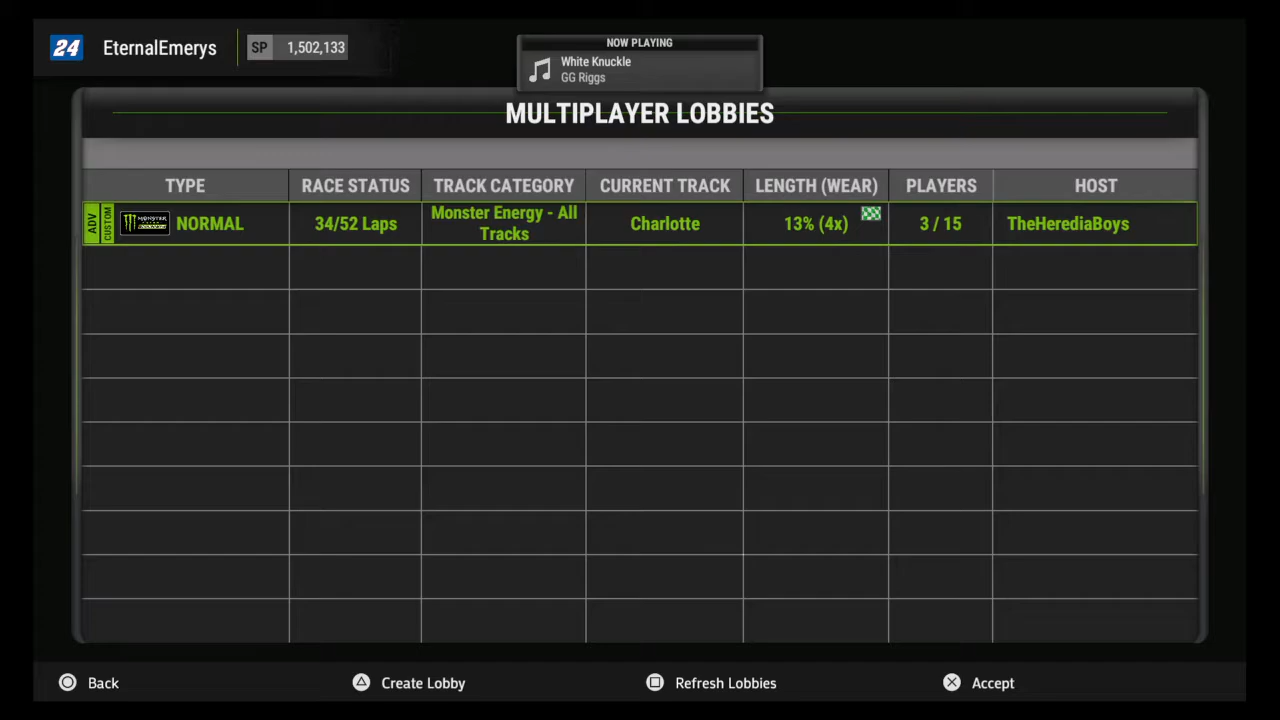 24 EternalEmerys SP 1,502,133
NOW PLAYING
White Knuckle
GG Riggs
MULTIPLAYER LOBBIES
TYPE RACE STATUS TRACK CATEGORY CURRENT TRACK LENGTH (WEAR) PLAYERS HOST
ADV CUSTOM MONSTER NORMAL 34/52 Laps Monster Energy - All Tracks Charlotte 13% (4x) 3 / 15 TheHerediaBoys
Back Create Lobby Refresh Lobbies Accept